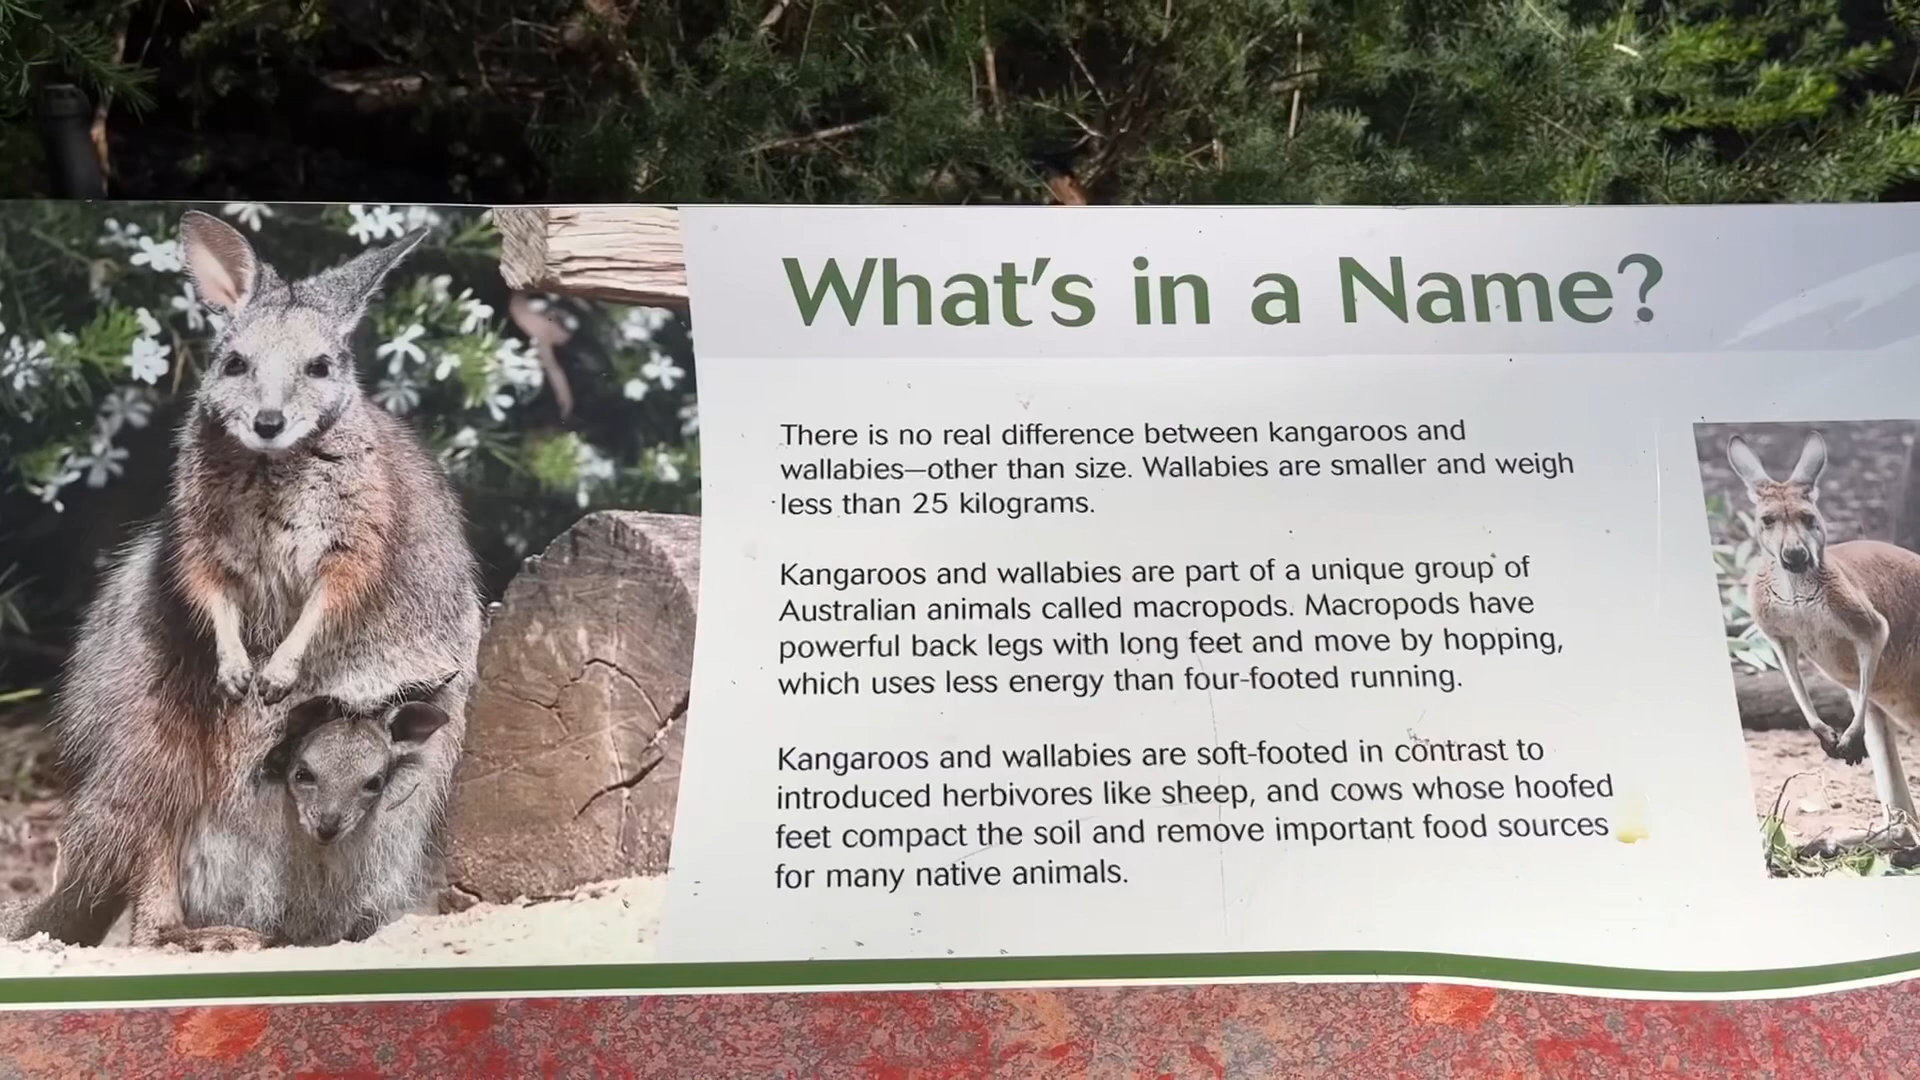 What's in a Name?
There is no real difference between kangaroos and
wallabies—other than size. Wallabies are smaller and weigh
less than 25 kilograms.
Kangaroos and wallabies are part of a unique group of
Australian animals called macropods. Macropods have
powerful back legs with long feet and move by hopping,
which uses less energy than four-footed running.
Kangaroos and wallabies are soft-footed in contrast to
introduced herbivores like sheep, and cows whose hoofed
feet compact the soil and remove important food sources
for many native animals.